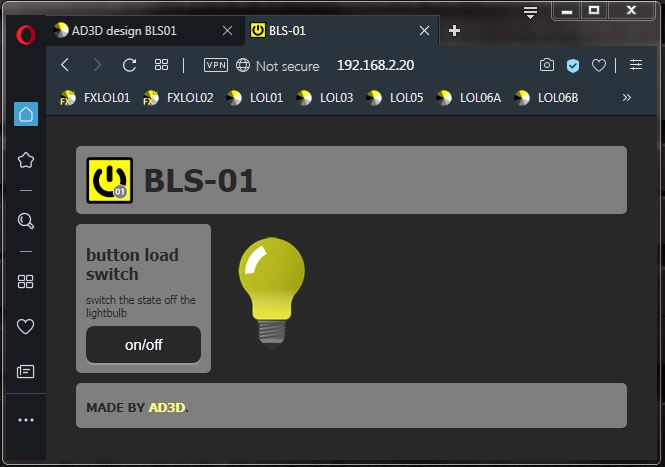 AD3D design BLS01
BLS-01
VPN Not secure 192.168.2.20
FXLOL01 FXLOL02 LOL01 LOL03 LOL05 LOL06A LOL06B
01 BLS-01
button load
switch
switch the state off the
lightbulb
on/off
MADE BY AD3D.